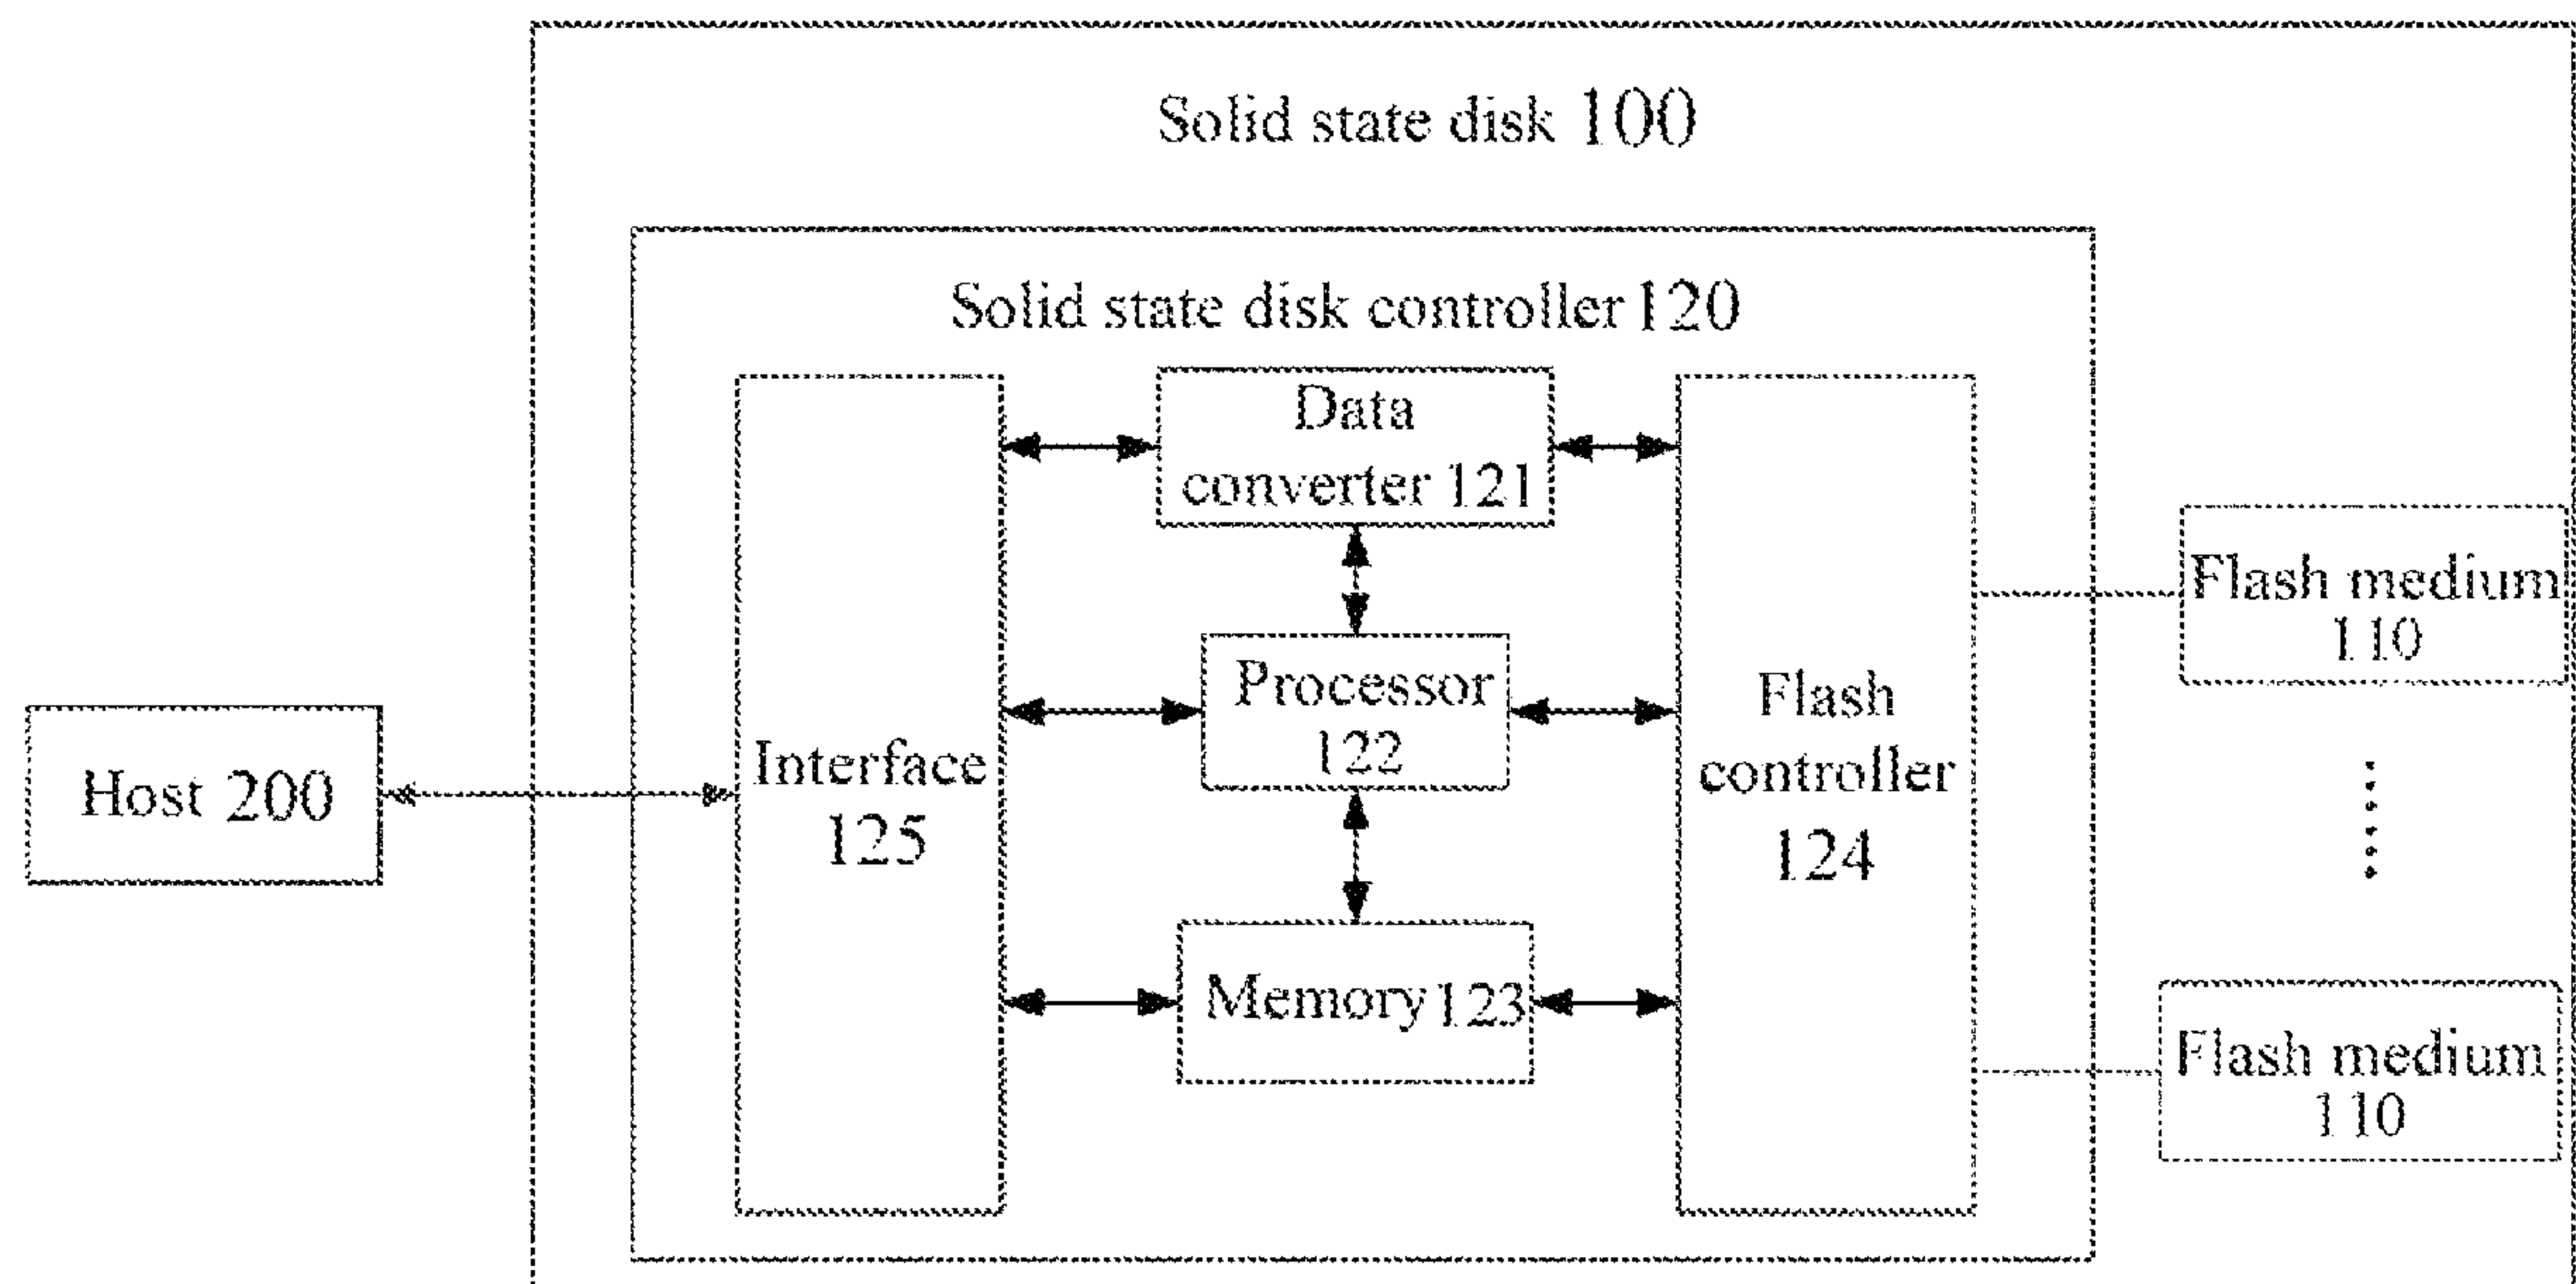 Solid state disk 100
Solid state disk controller 120
Data
converter 121
Processor
122
Memory 123
Interface
125
Flash
controller
124
Host 200
Flash medium
110
Flash medium
110